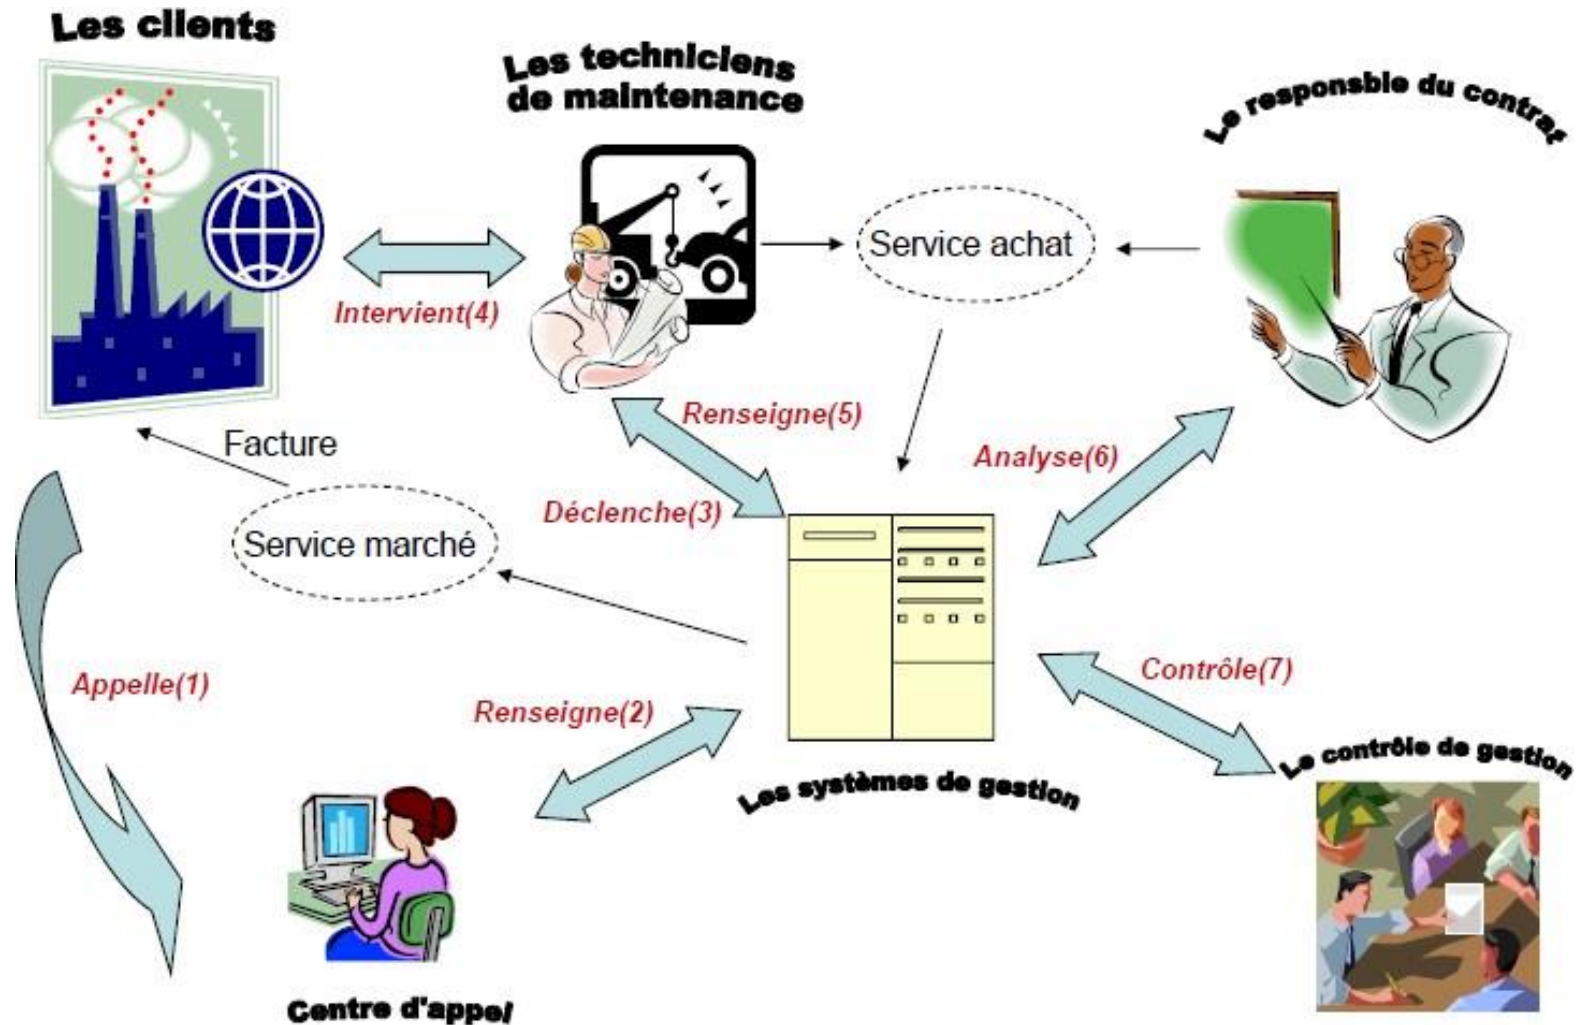 Les clients
Les techniciens
de maintenance
Le responsble du contrat
Service achat
Intervient(4)
Renseigne(5)
Analyse(6)
Facture
Déclenche(3)
Service marché
Appelle(1)
Renseigne(2)
Contrôle(7)
Les systèmes de gestion
Le contrôle de gestion
Centre d'appel